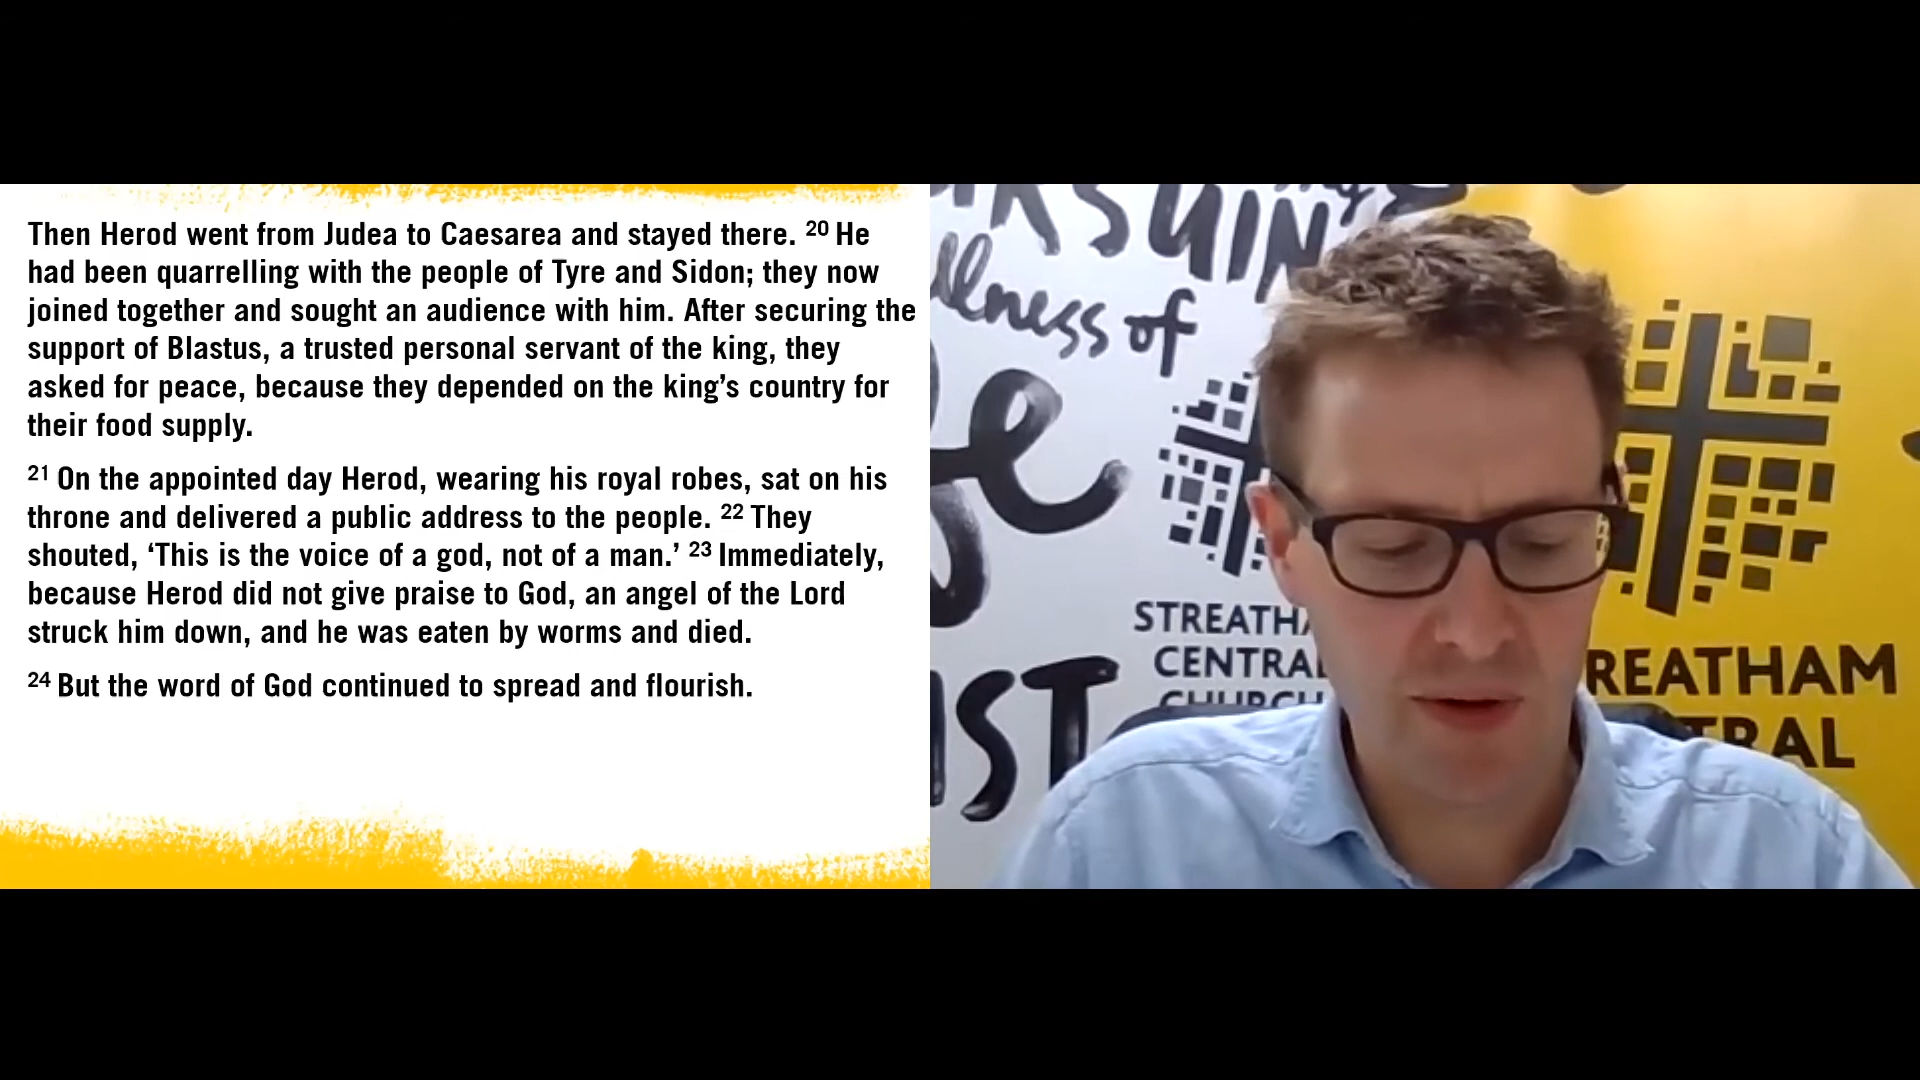 Then Herod went from Judea to Caesarea and stayed there. 20 He
had been quarrelling with the people of Tyre and Sidon; they now
joined together and sought an audience with him. After securing the
support of Blastus, a trusted personal servant of the king, they
asked for peace, because they depended on the king’s country for
their food supply.
21 On the appointed day Herod, wearing his royal robes, sat on his
throne and delivered a public address to the people. 22 They
shouted, ‘This is the voice of a god, not of a man.’ 23 Immediately,
because Herod did not give praise to God, an angel of the Lord
struck him down, and he was eaten by worms and died.
24 But the word of God continued to spread and flourish.
of
STREATHA
CENTRAL
CHURCH
REATHAM
TRAL